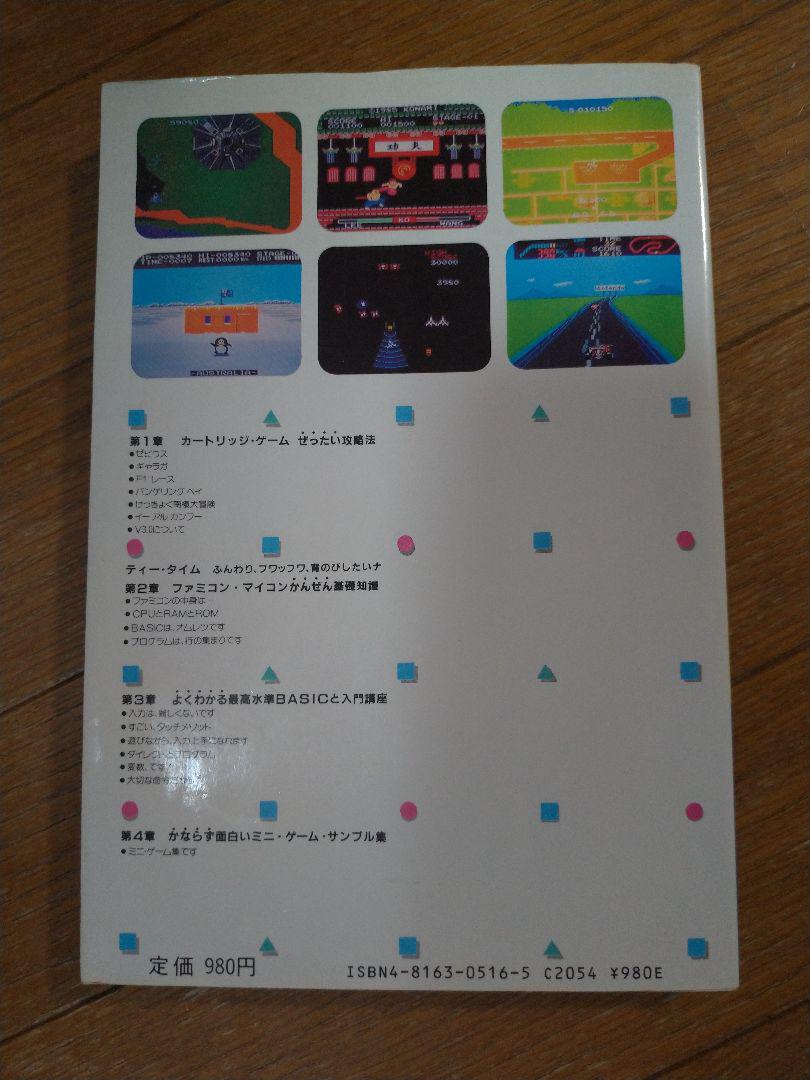 59080
©1985 KONAMI
SCORE HI STAGE-01
001100 001500
功夫
KO
LEE WANG
010150
1P-005340 HI-005340 STAGE-0
TIME-0007 REST0000
-AUSTRALIA-
HIGH
30000
3980
TIME
SCORE
1610
Nintendo
第1章 カートリッジ・ゲーム ぜったい攻略法
●ゼビウス
●ギャラガ
●F1 レース
●バンゲリング ベイ
●けっきょく南極大冒険
●イー アル カンフー
●V3.0について
ティー・タイム ふんわり、フワッフワ、背のびしたいナ
第2章 ファミコン・マイコンかんぜん基礎知識
●ファミコンの中身は…
●CPUとRAMとROM
●BASICは、オムレツです
●プログラムは、行の集まりです
第3章 よくわかる最高水準BASICと入門講座
●入力は、難しくないです
●すごい、タッチメソット
●遊びながら、入力上手になれます
●ダイレクトとプログラム
●変数、です
●大切な命令
第4章 かならず面白いミニ・ゲーム・サンプル集
●ミニ・ゲーム集です
定価 980円
ISBN4-8163-0516-5 C2054 ¥980E